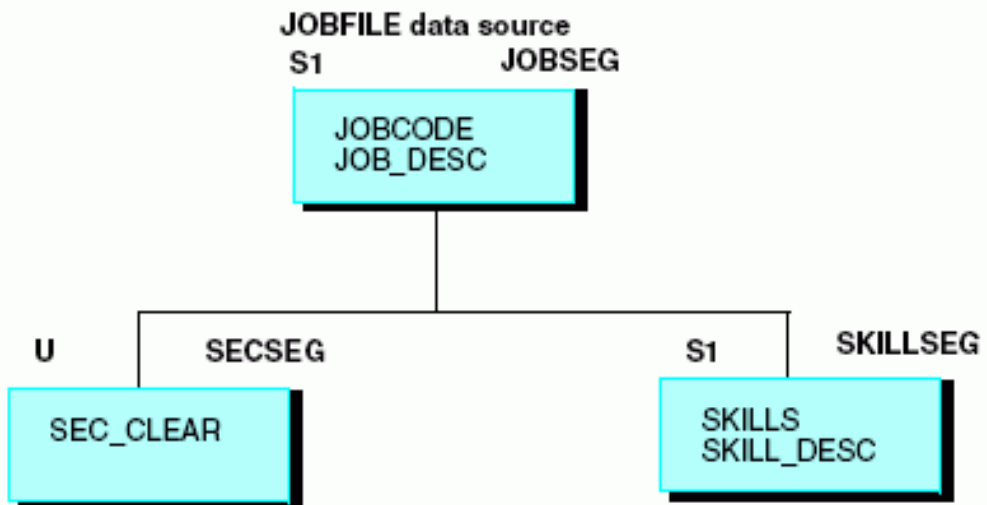 JOBFILE data source
S1 JOBSEG
JOBCODE
JOB_DESC
U SECSEG S1 SKILLSEG
SEC_CLEAR
SKILLS
SKILL_DESC